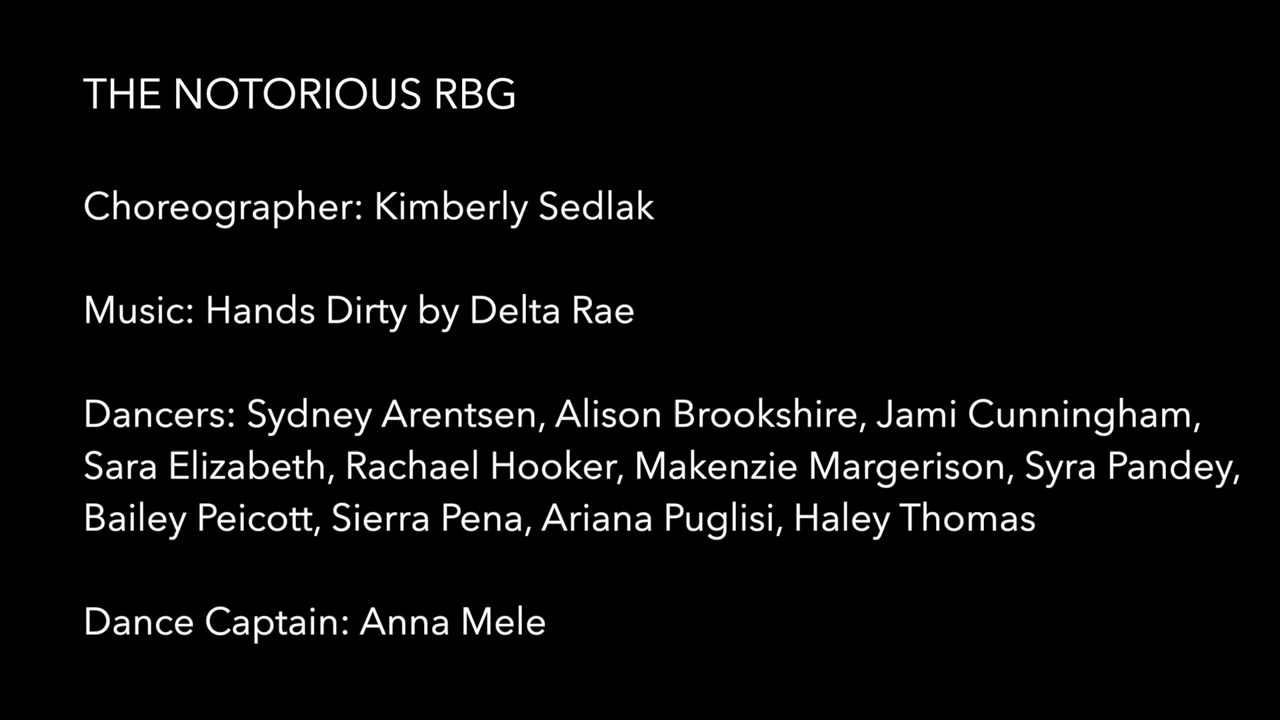 THE NOTORIOUS RBG
Choreographer: Kimberly Sedlak
Music: Hands Dirty by Delta Rae
Dancers: Sydney Arentsen, Alison Brookshire, Jami Cunningham,
Sara Elizabeth, Rachael Hooker, Makenzie Margerison, Syra Pandey,
Bailey Peicott, Sierra Pena, Ariana Puglisi, Haley Thomas
Dance Captain: Anna Mele